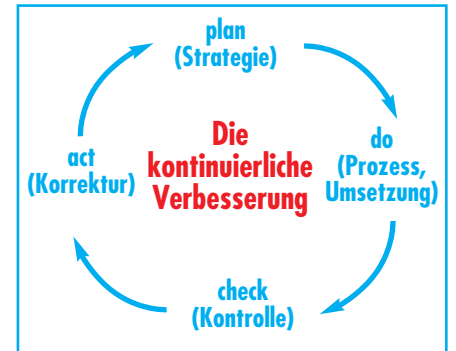 plan
(Strategie)
Die
kontinuierliche
Verbesserung
do
(Prozess,
Umsetzung)
check
(Kontrolle)
act
(Korrektur)